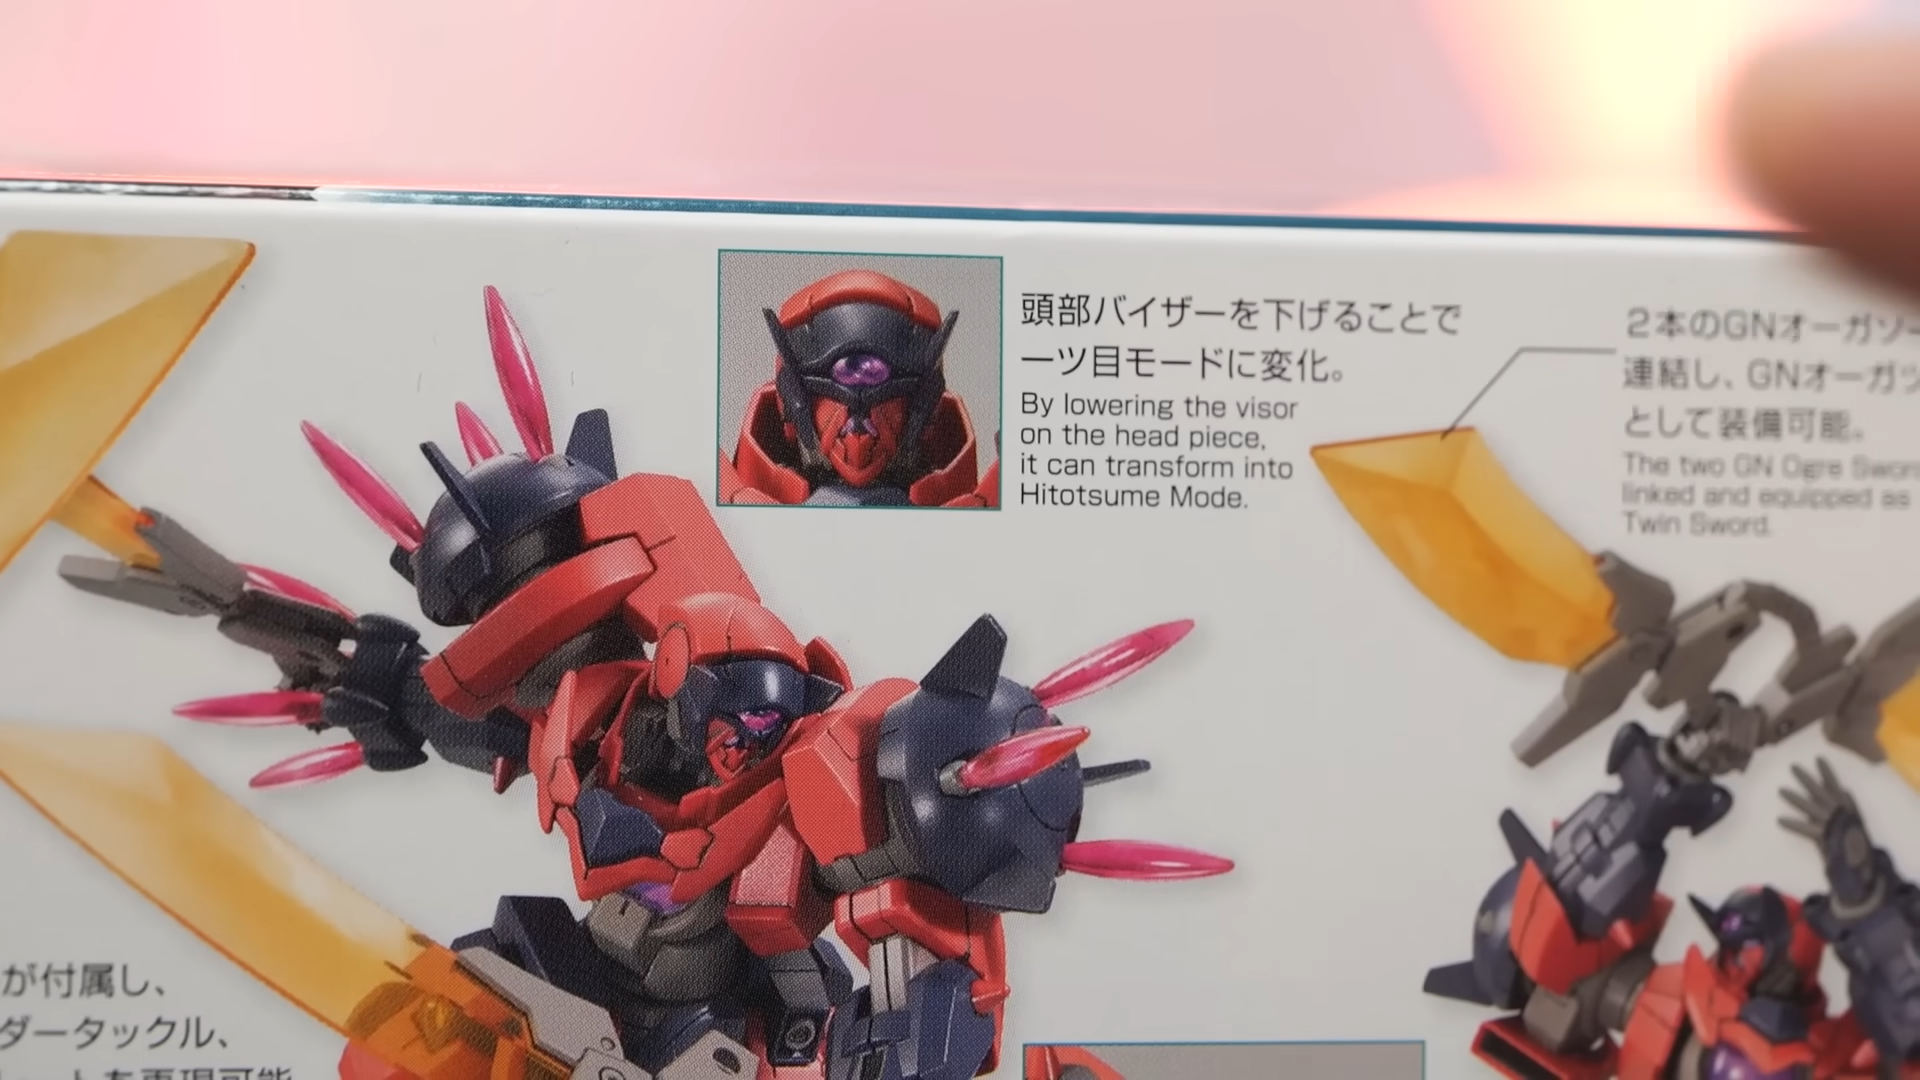 頭部バイザーを下げることで
一ツ目モードに変化。
By lowering the visor
on the head piece,
it can transform into
Hitotsume Mode.
2本のGNオーガソー
連結し、GNオーガッ
として装備可能。
The two GN Ogre Swor
linked and equipped as
Twin Sword.
が付属し、
ダータックル、